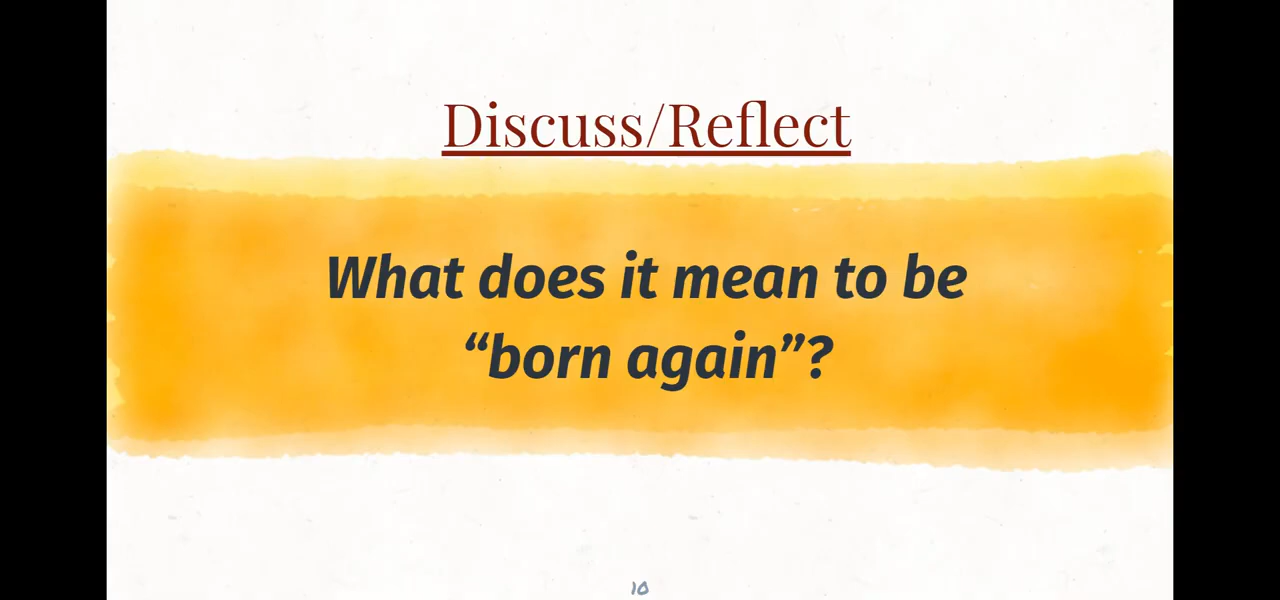 Discuss/Reflect
What does it mean to be
“born again”?
10